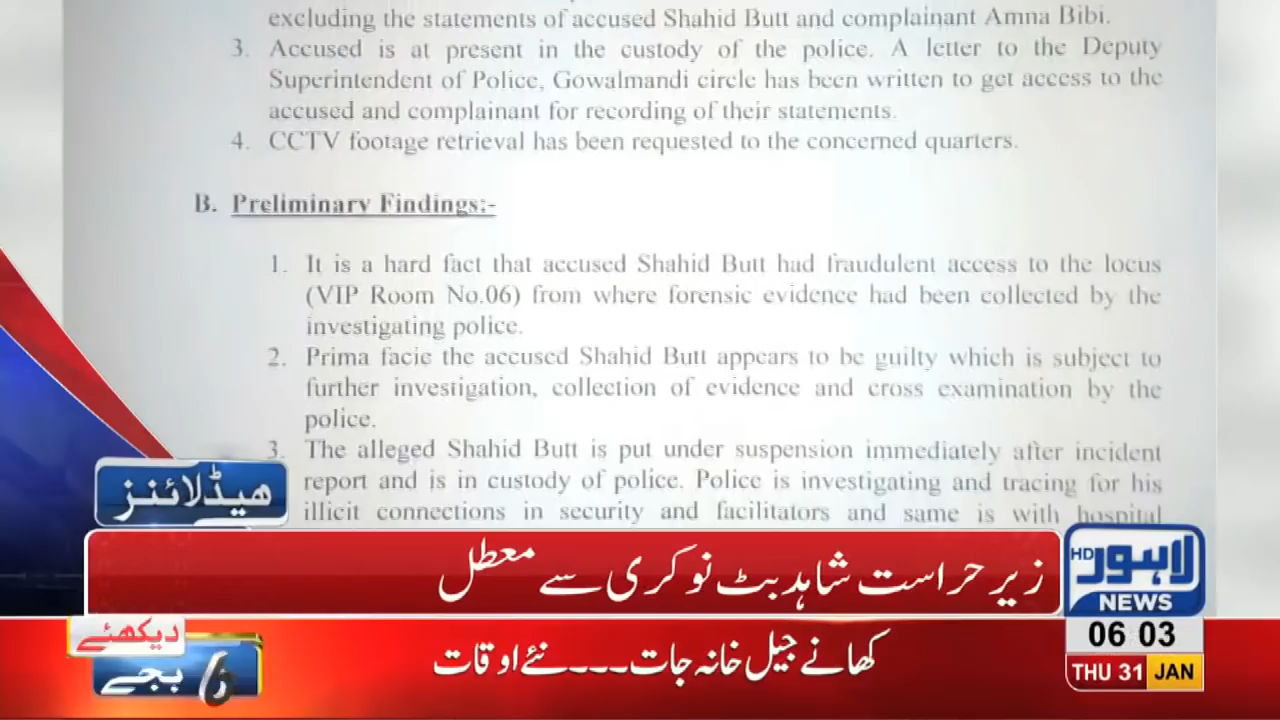 excluding the statements of accused Shahid Butt and complainant Amna Bibi.
3. Accused is at present in the custody of the police. A letter to the Deputy
Superintendent of Police, Gowalmandi circle has been written to get access to the
accused and complainant for recording of their statements.
4. CCTV footage retrieval has been requested to the concerned quarters.
B. Preliminary Findings:-
1. It is a hard fact that accused Shahid Butt had fraudulent access to the locus
(VIP Room No.06) from where forensic evidence had been collected by the
investigating police.
2. Prima facie the accused Shahid Butt appears to be guilty which is subject to
further investigation, collection of evidence and cross examination by the
police.
3. The alleged Shahid Butt is put under suspension immediately after incident
report and is in custody of police. Police is investigating and tracing for his
illicit connections in security and facilitators and same is with hospital
ھیڈلائنز
زیر حراست شاہد بٹ نوکری سے معطل
HD لاہور
NEWS
06 03
THU 31 JAN
دیکھئے
6 بجے
کھانے جیل خانہ جات۔۔۔نئے اوقات